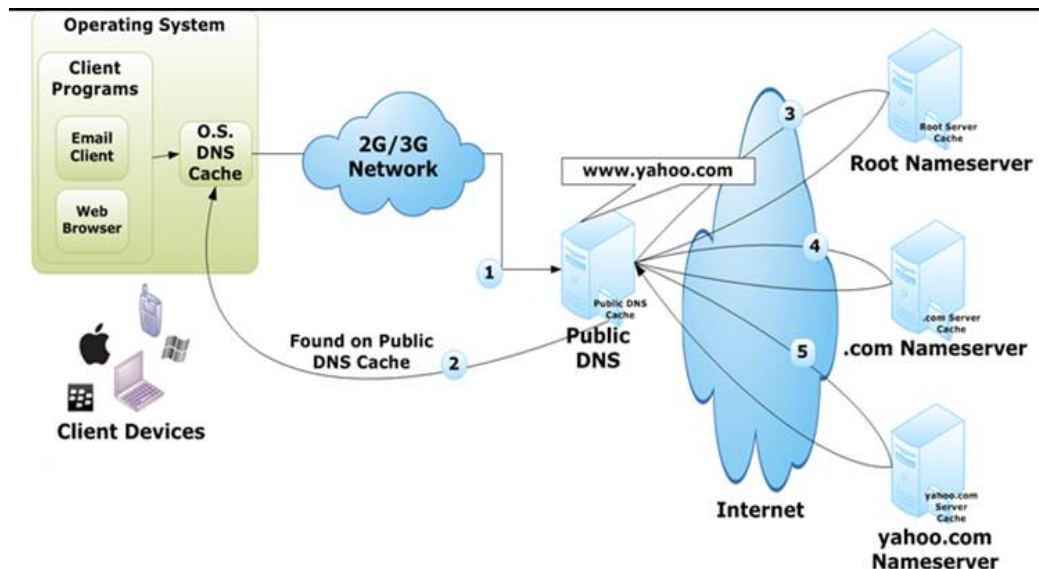 Operating System
Client
Programs
Email
Client
Web
Browser
O.S.
DNS
Cache
2G/3G
Network
1
www.yahoo.com
Public DNS
Cache
Public
DNS
Found on Public
DNS Cache
2
Client Devices
3
4
5
Internet
Root Server
Cache
Root Nameserver
.com Server
Cache
.com Nameserver
yahoo.com
Server
Cache
yahoo.com
Nameserver